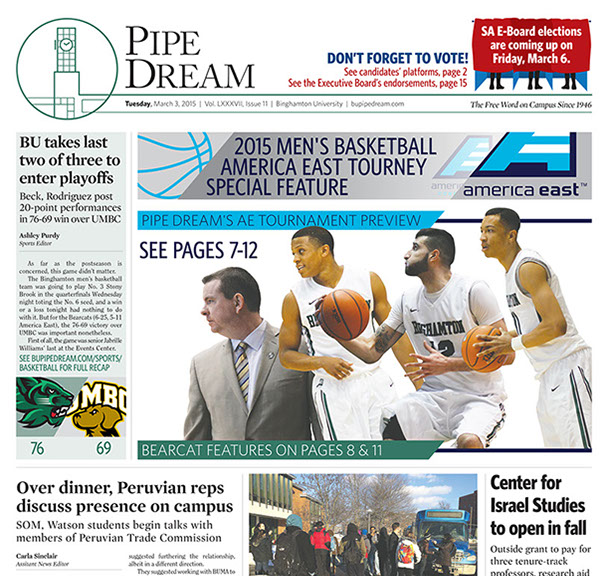 PIPE
DREAM
DON'T FORGET TO VOTE!
See candidates' platforms, page 2
See the Executive Board's endorsements, page 15
SA E-Board elections
are coming up on
Friday, March 6.
Tuesday, March 3, 2015 | Vol. LXXXVII, Issue 11 | Binghamton University | bupipedream.com
The Free Word on Campus Since 1946
BU takes last
two of three to
enter playoffs
Beck, Rodriguez post
20-point performances
in 76-69 win over UMBC
Ashley Purdy
Sports Editor
As far as the postseason is
concerned, this game didn't matter.
The Binghamton men's basketball
team was going to play No. 3 Stony
Brook in the quarterfinals Wednesday
night toting the No. 6 seed, and a win
or a loss tonight had nothing to do
with it. But for the Bearcats (6-25, 5-11
America East), the 76-69 victory over
UMBC was important nonetheless.
First of all, the game was senior Jabrille
Williams' last at the Events Center.
SEE BUPIPEDREAM.COM/SPORTS/
BASKETBALL FOR FULL RECAP
UMBC
76 69
2015 MEN'S BASKETBALL
AMERICA EAST TOURNEY
SPECIAL FEATURE
america east™
PIPE DREAM'S AE TOURNAMENT PREVIEW
SEE PAGES 7-12
BINGHAMTON
12
BEARCAT FEATURES ON PAGES 8 & 11
Over dinner, Peruvian reps
discuss presence on campus
SOM, Watson students begin talks with
members of Peruvian Trade Commission
Carla Sinclair
Assitant News Editor
suggested furthering the relationship,
albeit in a different direction.
They suggested working with BUMA to
Center for
Israel Studies
to open in fall
Outside grant to pay for
three tenure-track
professors, research aid